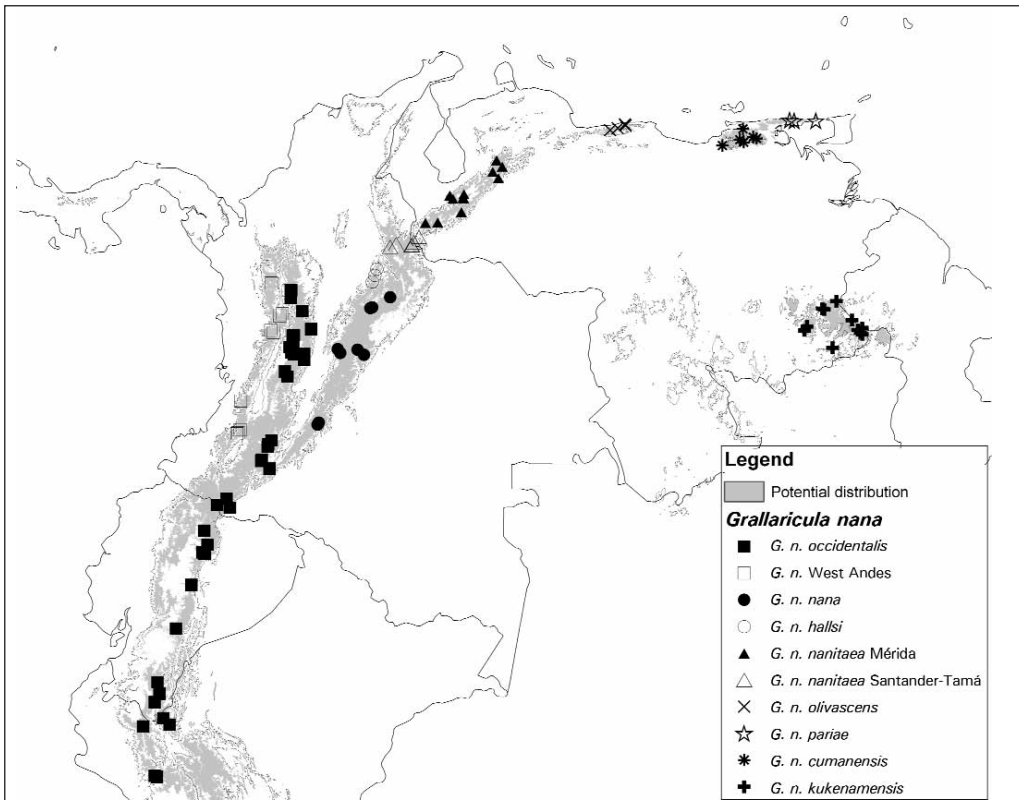 Legend
Potential distribution
Grallaricula nana
G. n. occidentalis
G. n. West Andes
G. n. nana
G. n. hallsi
G. n. nanitaea Mérida
G. n. nanitaea Santander-Tamá
G. n. olivascens
G. n. pariae
G. n. cumanensis
G. n. kukenamensis